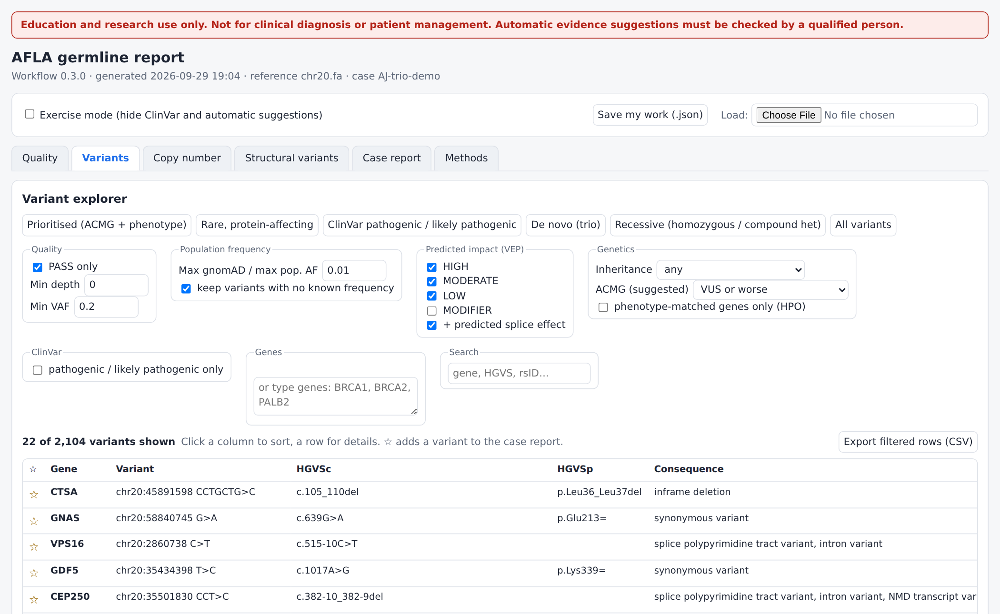 Education and research use only. Not for clinical diagnosis or patient management. Automatic evidence suggestions must be checked by a qualified person.
AFLA germline report
Workflow 0.3.0 · generated 2026-09-29 19:04 · reference chr20.fa · case AJ-trio-demo
Exercise mode (hide ClinVar and automatic suggestions) Save my work (.json) Load: Choose File No file chosen
Quality Variants Copy number Structural variants Case report Methods
Variant explorer
Prioritised (ACMG + phenotype) Rare, protein-affecting ClinVar pathogenic / likely pathogenic De novo (trio) Recessive (homozygous / compound het) All variants
Quality
PASS only
Min depth 0
Min VAF 0.2
Population frequency
Max gnomAD / max pop. AF 0.01
keep variants with no known frequency
Predicted impact (VEP)
HIGH
MODERATE
LOW
MODIFIER
+ predicted splice effect
Genetics
Inheritance any
ACMG (suggested) VUS or worse
phenotype-matched genes only (HPO)
ClinVar
pathogenic / likely pathogenic only
Genes
or type genes: BRCA1, BRCA2,
PALB2
Search
gene, HGVS, rsID...
22 of 2,104 variants shown Click a column to sort, a row for details. ☆ adds a variant to the case report. Export filtered rows (CSV)
☆ Gene Variant HGVSc HGVSp Consequence
☆ CTSA chr20:45891598 CCTGCTG>C c.105_110del p.Leu36_Leu37del inframe deletion
☆ GNAS chr20:58840745 G>A c.639G>A p.Glu213= synonymous variant
☆ VPS16 chr20:2860738 C>T c.515-10C>T splice polypyrimidine tract variant, intron variant
☆ GDF5 chr20:35434398 T>C c.1017A>G p.Lys339= synonymous variant
☆ CEP250 chr20:35501830 CCT>C c.382-10_382-9del splice polypyrimidine tract variant, intron variant, NMD transcript var